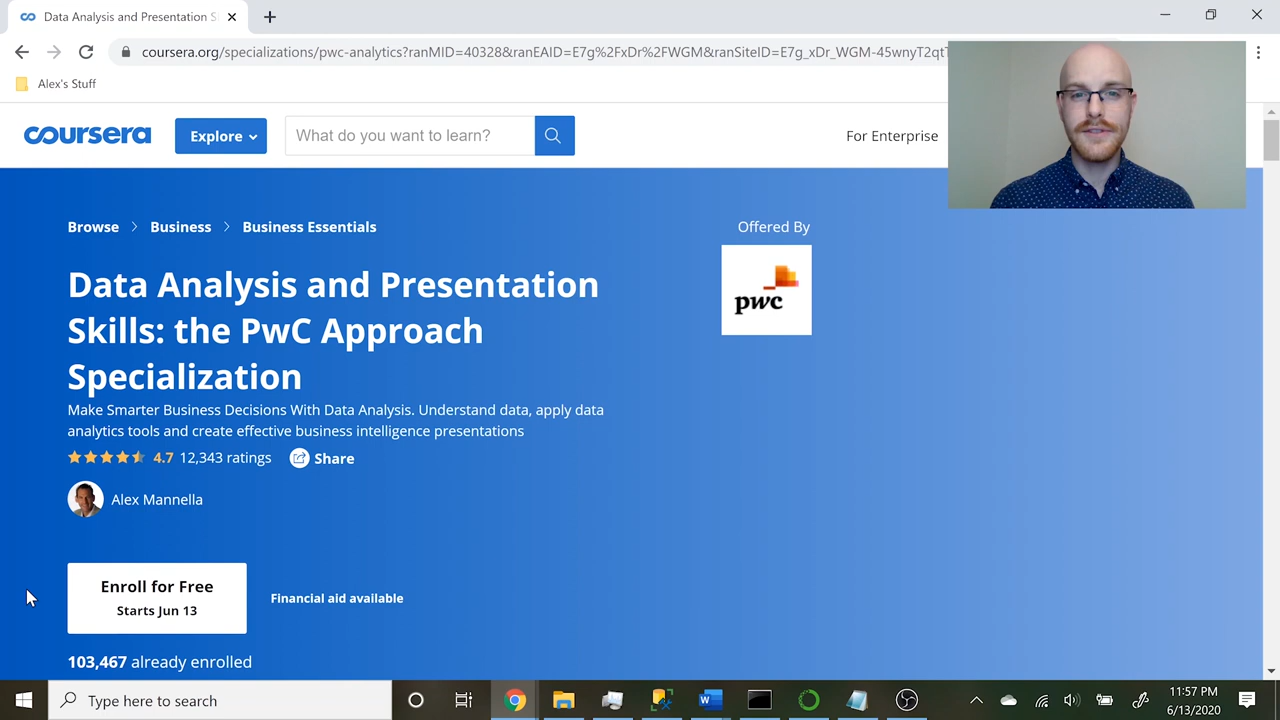 Data Analysis and Presentation S
coursera.org/specializations/pwc-analytics?ranMID=40328&ranEAID=E7g%2FxDr%2FWGM&ranSiteID=E7g_xDr_WGM-45wnyT2qt
Alex's Stuff
coursera
Explore
What do you want to learn?
For Enterprise
Browse > Business > Business Essentials
Offered By
pwc
Data Analysis and Presentation
Skills: the PwC Approach
Specialization
Make Smarter Business Decisions With Data Analysis. Understand data, apply data
analytics tools and create effective business intelligence presentations
4.7 12,343 ratings
Share
Alex Mannella
Enroll for Free
Starts Jun 13
Financial aid available
103,467 already enrolled
Type here to search
11:57 PM
6/13/2020